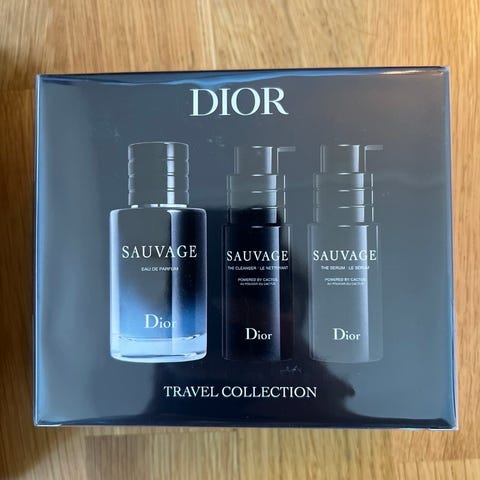 DIOR
SAUVAGE
EAU DE PARFUM
Dior
SAUVAGE
THE CLEANSER · LE NETTOYANT
POWERED BY CACTUS
AU POUVOIR DU CACTUS
Dior
SAUVAGE
THE SERUM · LE SÉRUM
POWERED BY CACTUS
AU POUVOIR DU CACTUS
Dior
TRAVEL COLLECTION